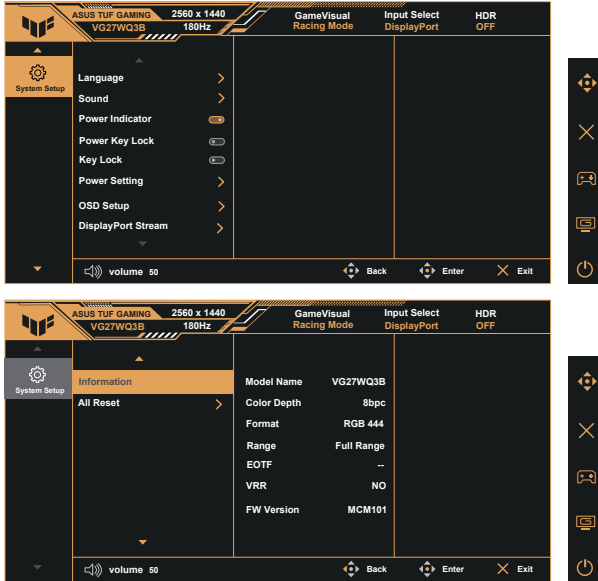 ASUS TUF GAMING 2560 x 1440 GameVisual Input Select HDR
VG27WQ3B 180Hz Racing Mode DisplayPort OFF
System Setup
Language
Sound
Power Indicator
Power Key Lock
Key Lock
Power Setting
OSD Setup
DisplayPort Stream
volume 50 Back Enter Exit
ASUS TUF GAMING 2560 x 1440 GameVisual Input Select HDR
VG27WQ3B 180Hz Racing Mode DisplayPort OFF
System Setup
Information
All Reset
Model Name VG27WQ3B
Color Depth 8bpc
Format RGB 444
Range Full Range
EOTF --
VRR NO
FW Version MCM101
volume 50 Back Enter Exit